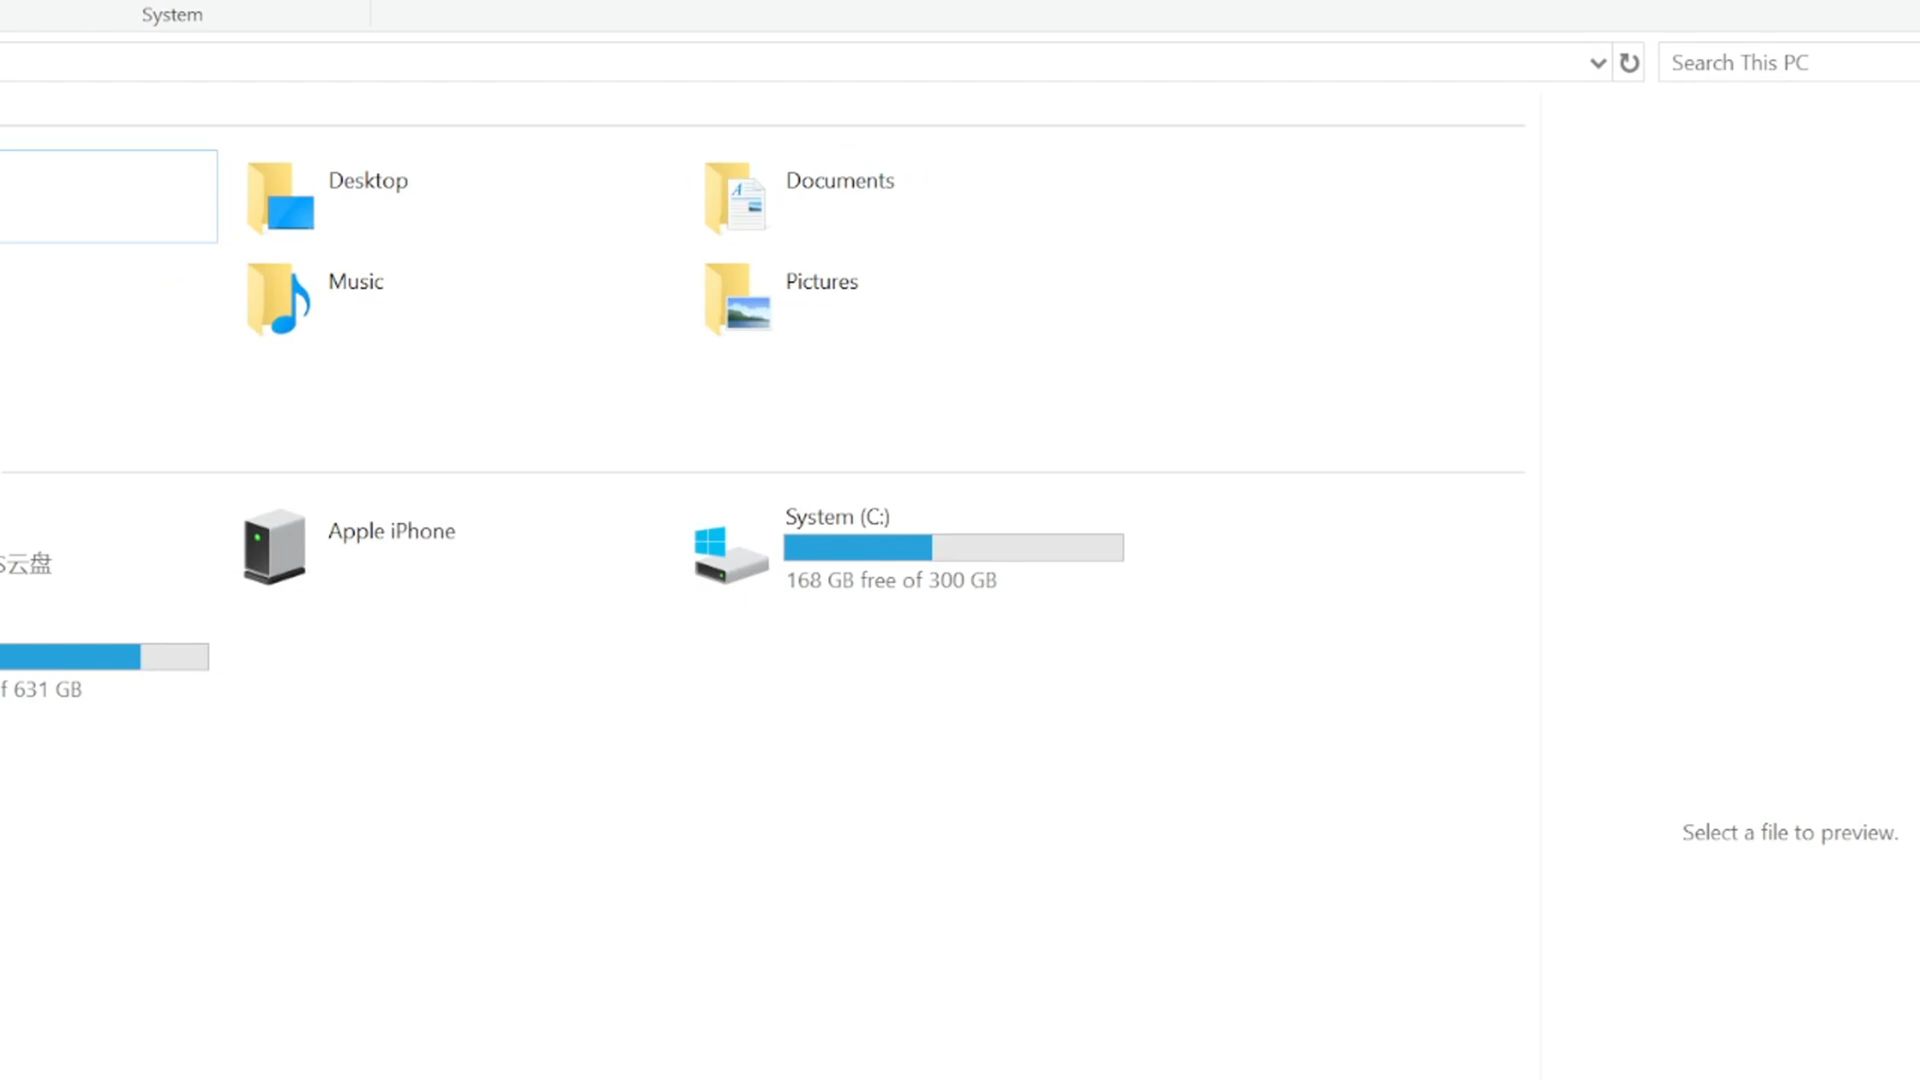 System
Search This PC
Desktop
Documents
Music
Pictures
Apple iPhone
System (C:)
168 GB free of 300 GB
云盘
631 GB
Select a file to preview.